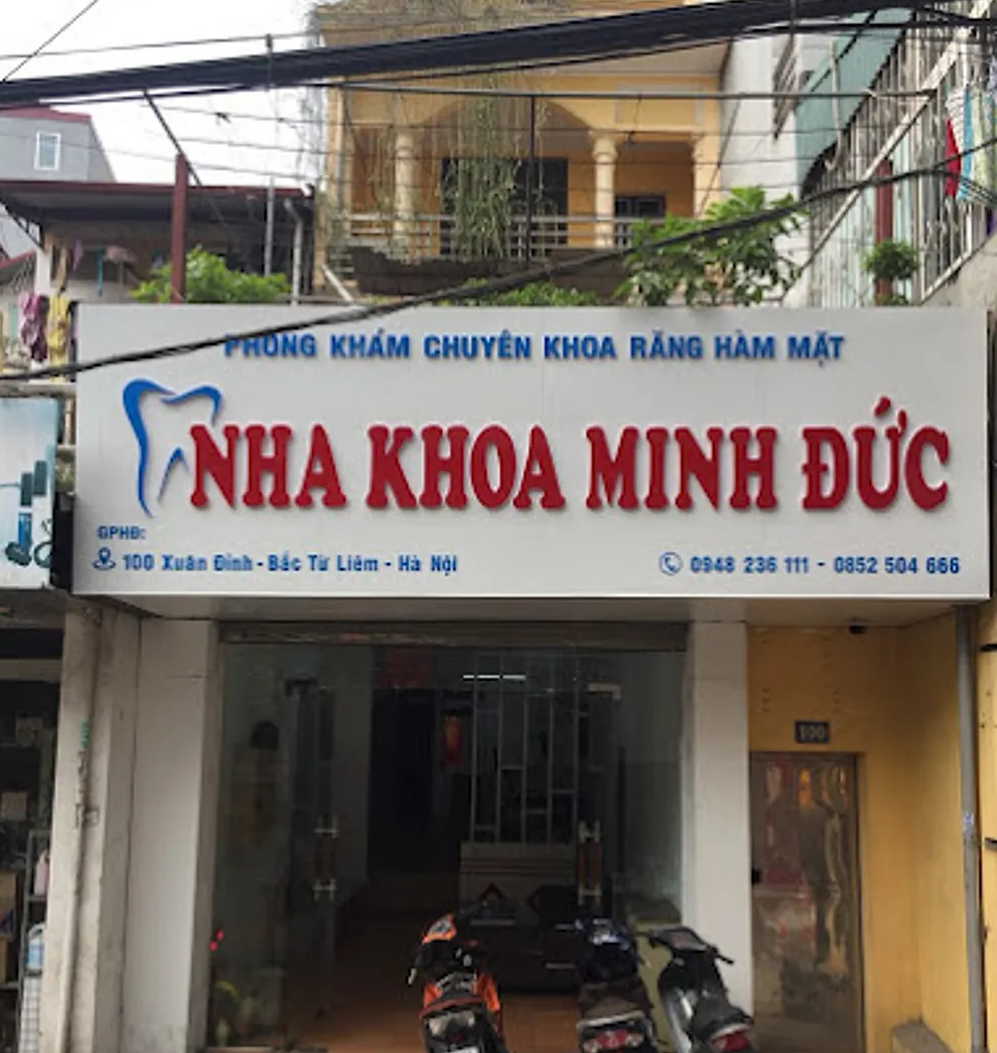 PHÒNG KHÁM CHUYÊN KHOA RĂNG HÀM MẶT
NHA KHOA MINH ĐỨC
GPHĐ:
100 Xuân Đỉnh - Bắc Từ Liêm - Hà Nội
0948 236 111 - 0852 504 666
100